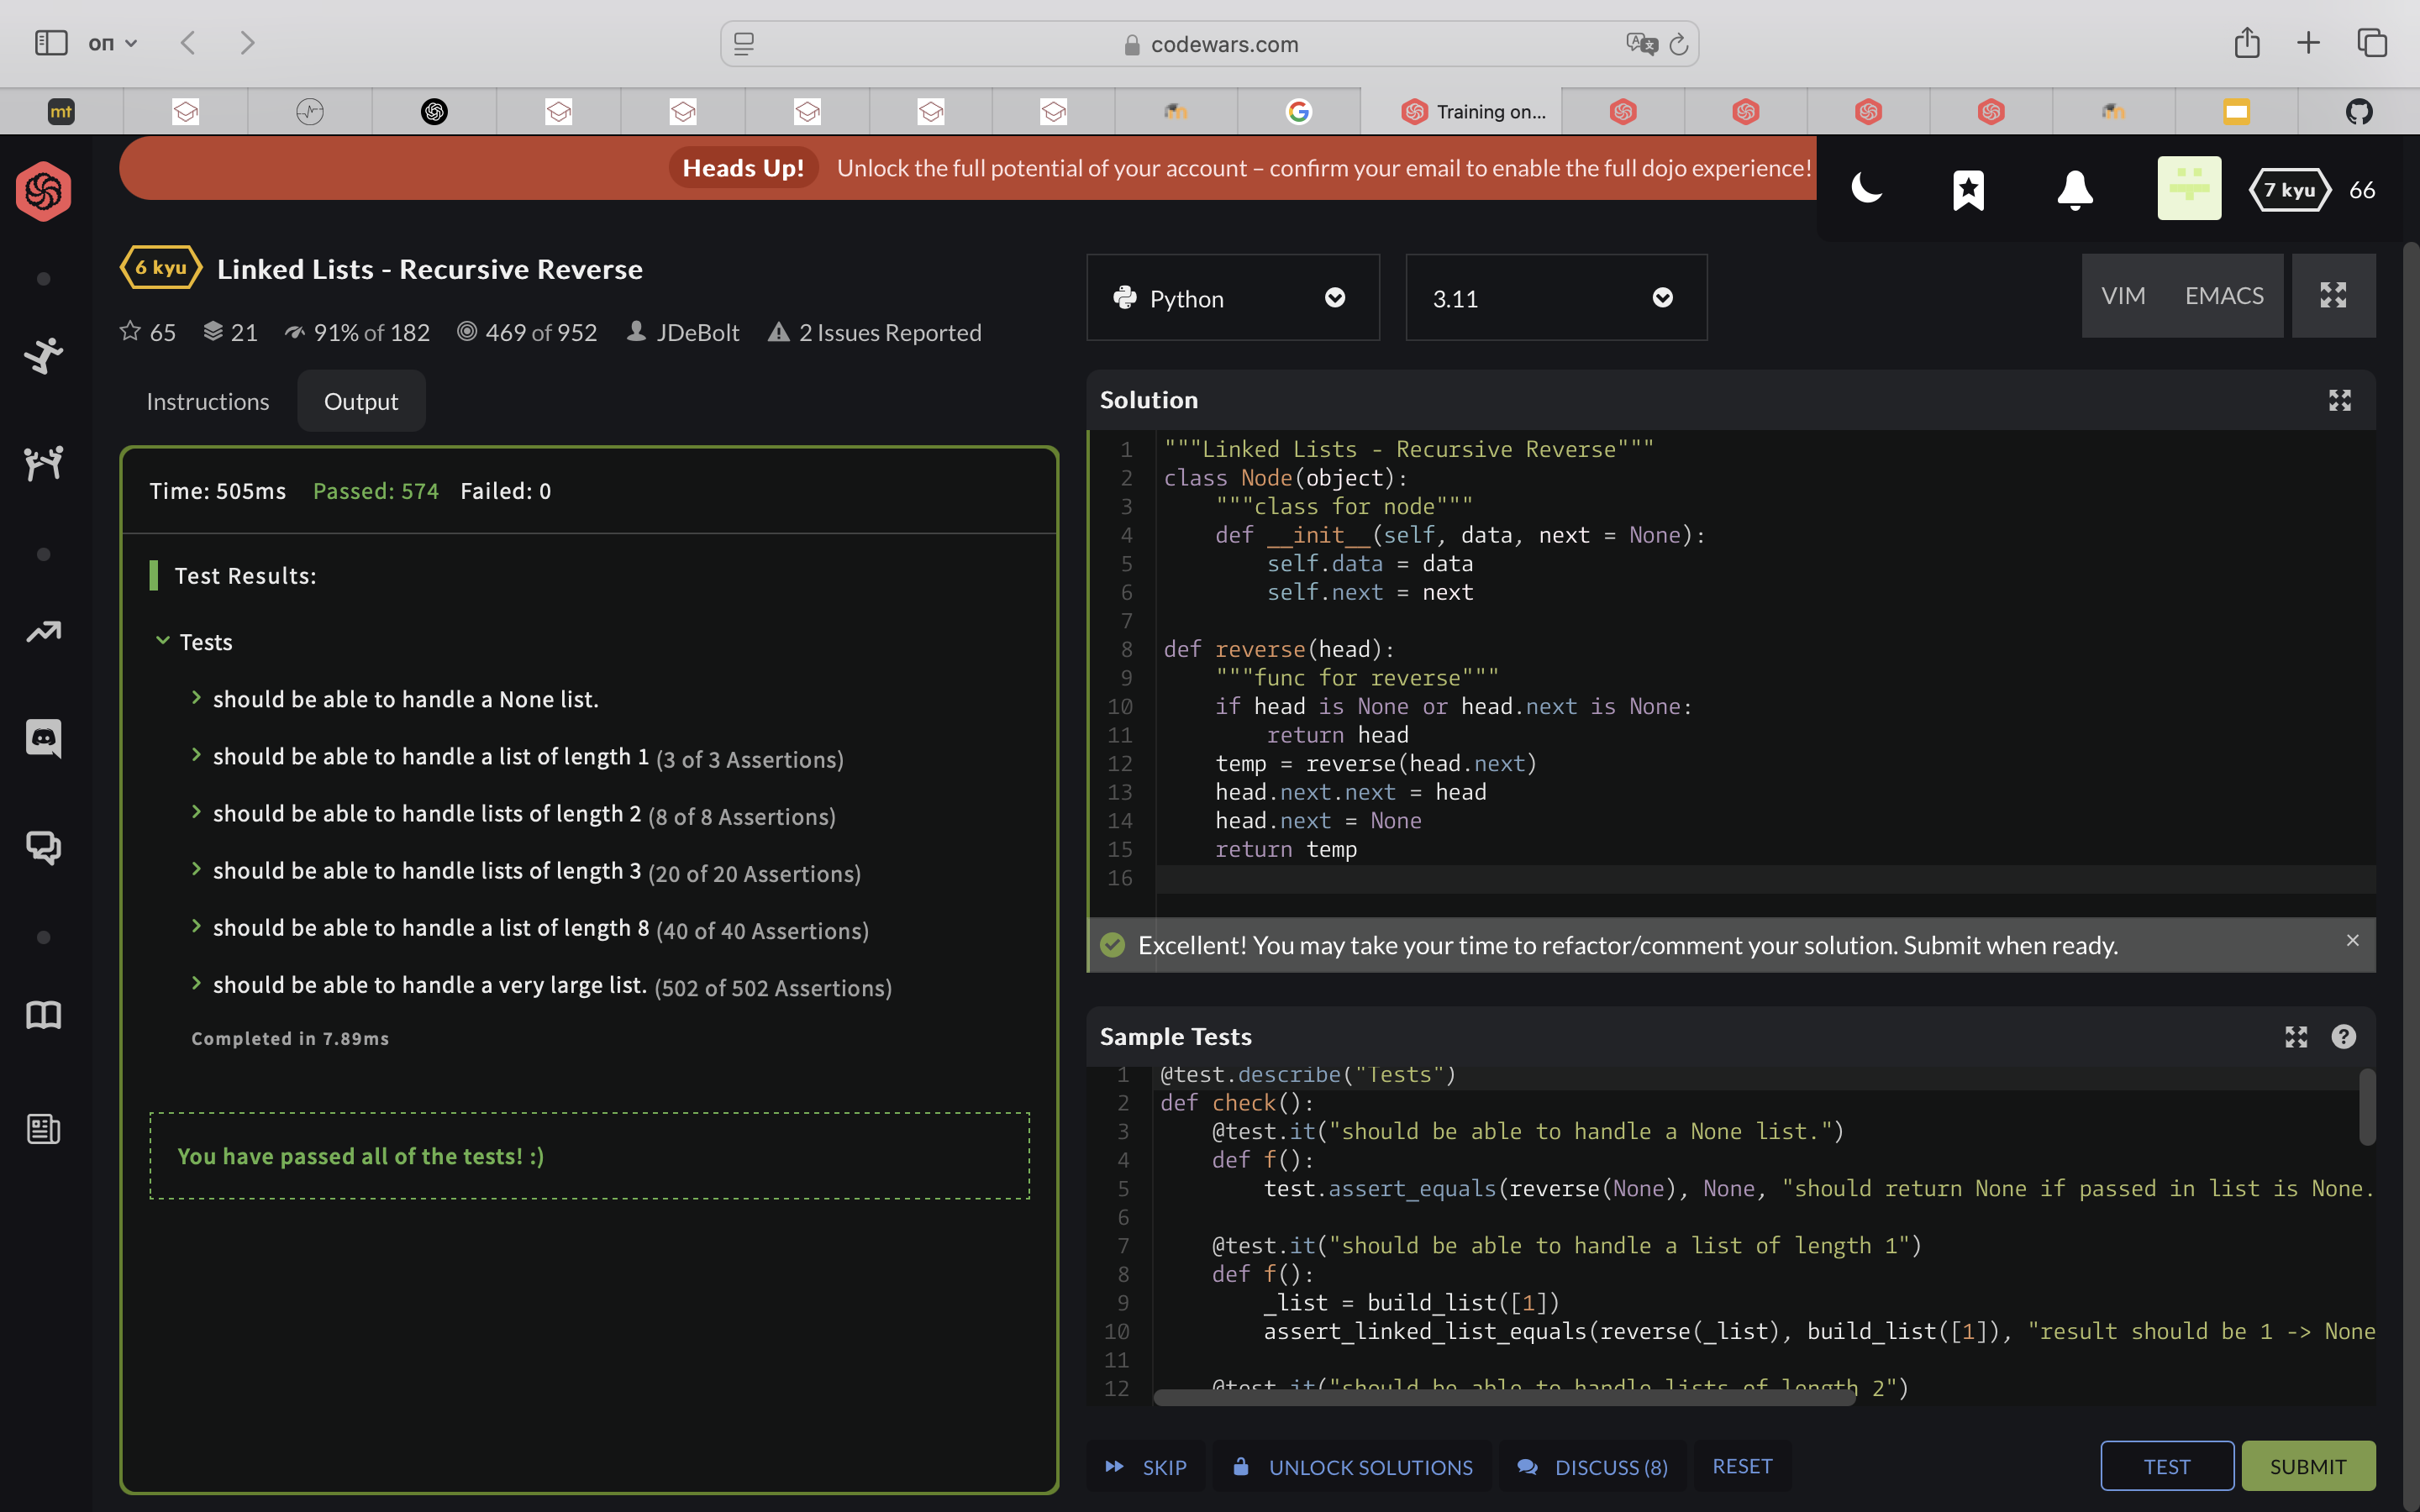 оп
codewars.com
mt
Training on...
Heads Up! Unlock the full potential of your account – confirm your email to enable the full dojo experience!
7 kyu 66
6 kyu Linked Lists - Recursive Reverse
65 21 91% of 182 469 of 952 JDeBolt 2 Issues Reported
Instructions Output
Time: 505ms Passed: 574 Failed: 0
Test Results:
Tests
should be able to handle a None list.
should be able to handle a list of length 1 (3 of 3 Assertions)
should be able to handle lists of length 2 (8 of 8 Assertions)
should be able to handle lists of length 3 (20 of 20 Assertions)
should be able to handle a list of length 8 (40 of 40 Assertions)
should be able to handle a very large list. (502 of 502 Assertions)
Completed in 7.89ms
You have passed all of the tests! :)
Python 3.11 VIM EMACS
Solution
1 """Linked Lists - Recursive Reverse"""
2 class Node(object):
3 """class for node"""
4 def __init__(self, data, next = None):
5 self.data = data
6 self.next = next
7
8 def reverse(head):
9 """func for reverse"""
10 if head is None or head.next is None:
11 return head
12 temp = reverse(head.next)
13 head.next.next = head
14 head.next = None
15 return temp
16
Excellent! You may take your time to refactor/comment your solution. Submit when ready.
Sample Tests
1 @test.describe("Tests")
2 def check():
3 @test.it("should be able to handle a None list.")
4 def f():
5 test.assert_equals(reverse(None), None, "should return None if passed in list is None.
6
7 @test.it("should be able to handle a list of length 1")
8 def f():
9 _list = build_list([1])
10 assert_linked_list_equals(reverse(_list), build_list([1]), "result should be 1 -> None
11
12 @test.it("should be able to handle lists of length 2")
SKIP UNLOCK SOLUTIONS DISCUSS (8) RESET TEST SUBMIT